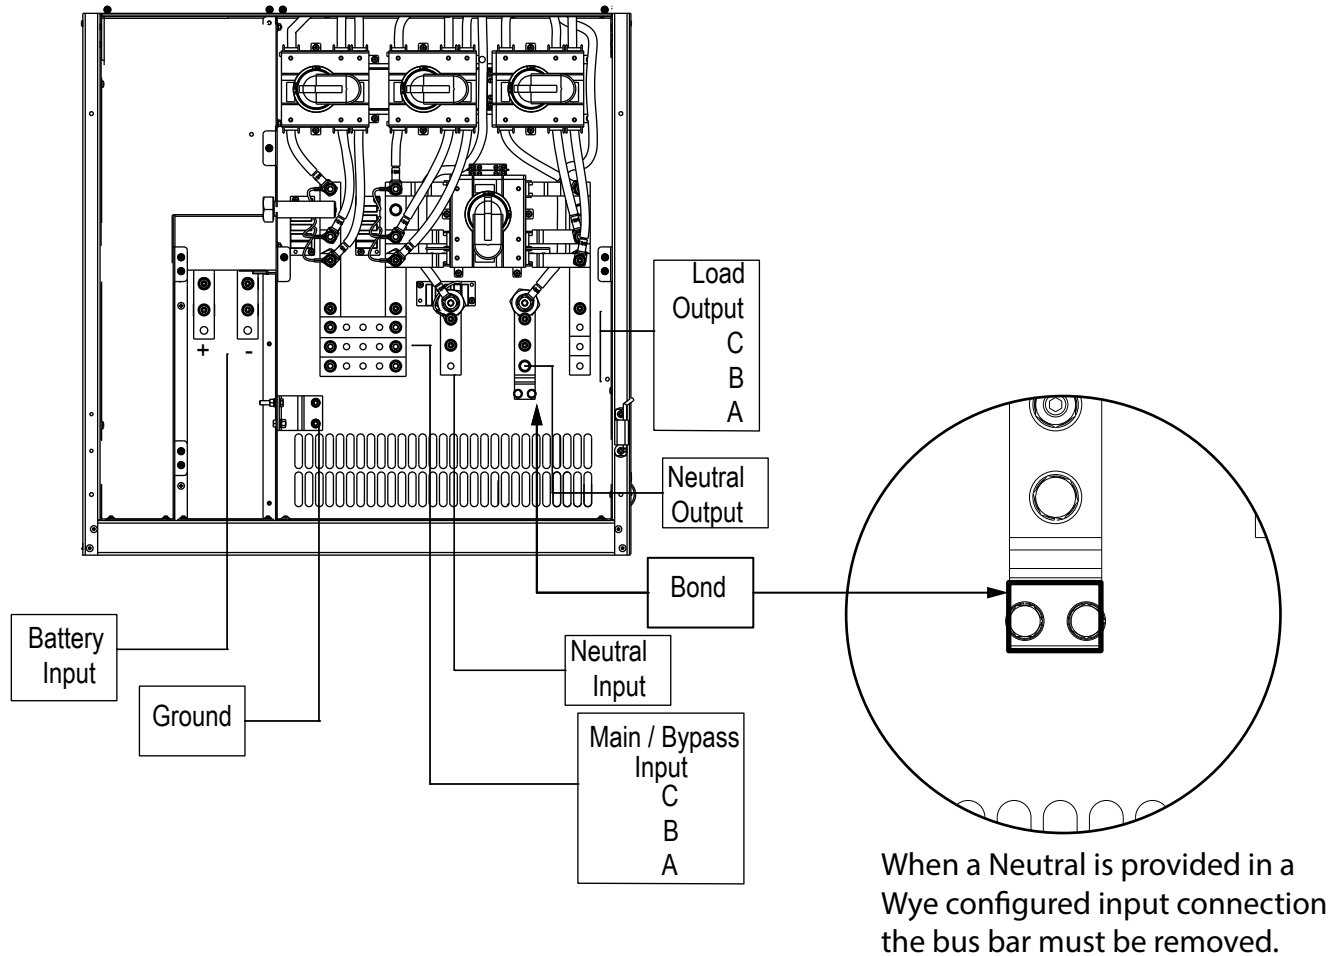 + -
Load
Output
C
B
A
Neutral
Output
Bond
Battery
Input
Neutral
Input
Ground
Main / Bypass
Input
C
B
A
When a Neutral is provided in a
Wye configured input connection
the bus bar must be removed.